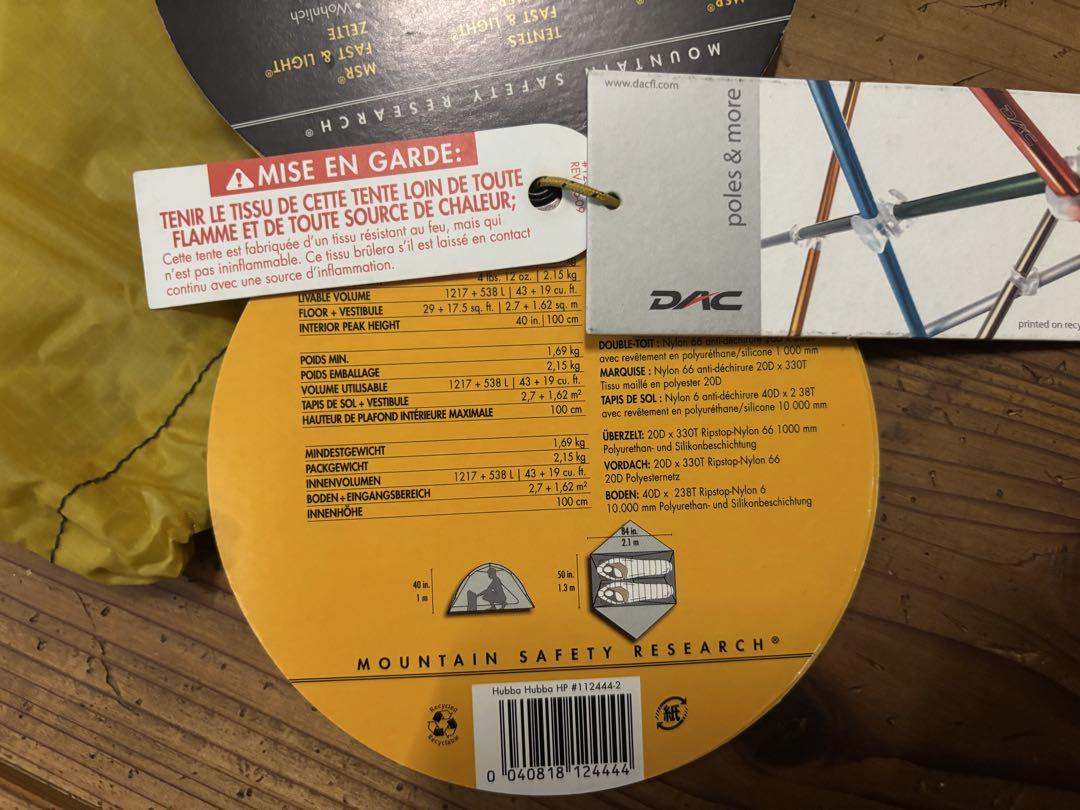 Wohnlich
ZELTE
FAST & LIGHT®
MSR®
TENTES
FAST & LIGHT®
MSR®
MOUNTAIN SAFETY RESEARCH®
MISE EN GARDE:
TENIR LE TISSU DE CETTE TENTE LOIN DE TOUTE
FLAMME ET DE TOUTE SOURCE DE CHALEUR;
Cette tente est fabriquée d'un tissu résistant au feu, mais qui
n'est pas ininflammable. Ce tissu brûlera s'il est laissé en contact
continu avec une source d'inflammation.
www.dacfl.com
poles & more
DAC
DAC
printed on recy
4 lbs. 12 oz. | 2.15 kg
LIVABLE VOLUME 1217 + 538 l | 43 + 19 cu. ft.
FLOOR + VESTIBULE 29 + 17.5 sq. ft. | 2.7 + 1.62 sq. m
INTERIOR PEAK HEIGHT 40 in. | 100 cm
POIDS MIN. 1,69 kg
POIDS EMBALLAGE 2,15 kg
VOLUME UTILISABLE 1217 + 538 l | 43 + 19 cu. ft.
TAPIS DE SOL + VESTIBULE 2,7 + 1,62 m²
HAUTEUR DE PLAFOND INTÉRIEURE MAXIMALE 100 cm
MINDESTGEWICHT 1,69 kg
PACKGEWICHT 2,15 kg
INNENVOLUMEN 1217 + 538 l | 43 + 19 cu. ft.
BODEN + EINGANGSBEREICH 2,7 + 1,62 m²
INNENHÖHE 100 cm
DOUBLE-TOIT : Nylon 66 anti-déchirure 20D
avec revêtement en polyuréthane/silicone 1 000 mm
MARQUISE : Nylon 66 anti-déchirure 20D x 330T
Tissu maillé en polyester 20D
TAPIS DE SOL : Nylon 6 anti-déchirure 40D x 2 38T
avec revêtement en polyuréthane/silicone 10 000 mm
ÜBERZELT: 20D x 330T Ripstop-Nylon 66 1000 mm
Polyurethan- und Silikonbeschichtung
VORDACH: 20D x 330T Ripstop-Nylon 66
20D Polyesternetz
BODEN: 40D x 238T Ripstop-Nylon 6
10.000 mm Polyurethan- und Silikonbeschichtung
40 in.
1 m
84 in.
2.1 m
50 in.
1.3 m
MOUNTAIN SAFETY RESEARCH®
Hubba Hubba HP #112444-2
Recycled
Recyclable
紙
0 040818 124444